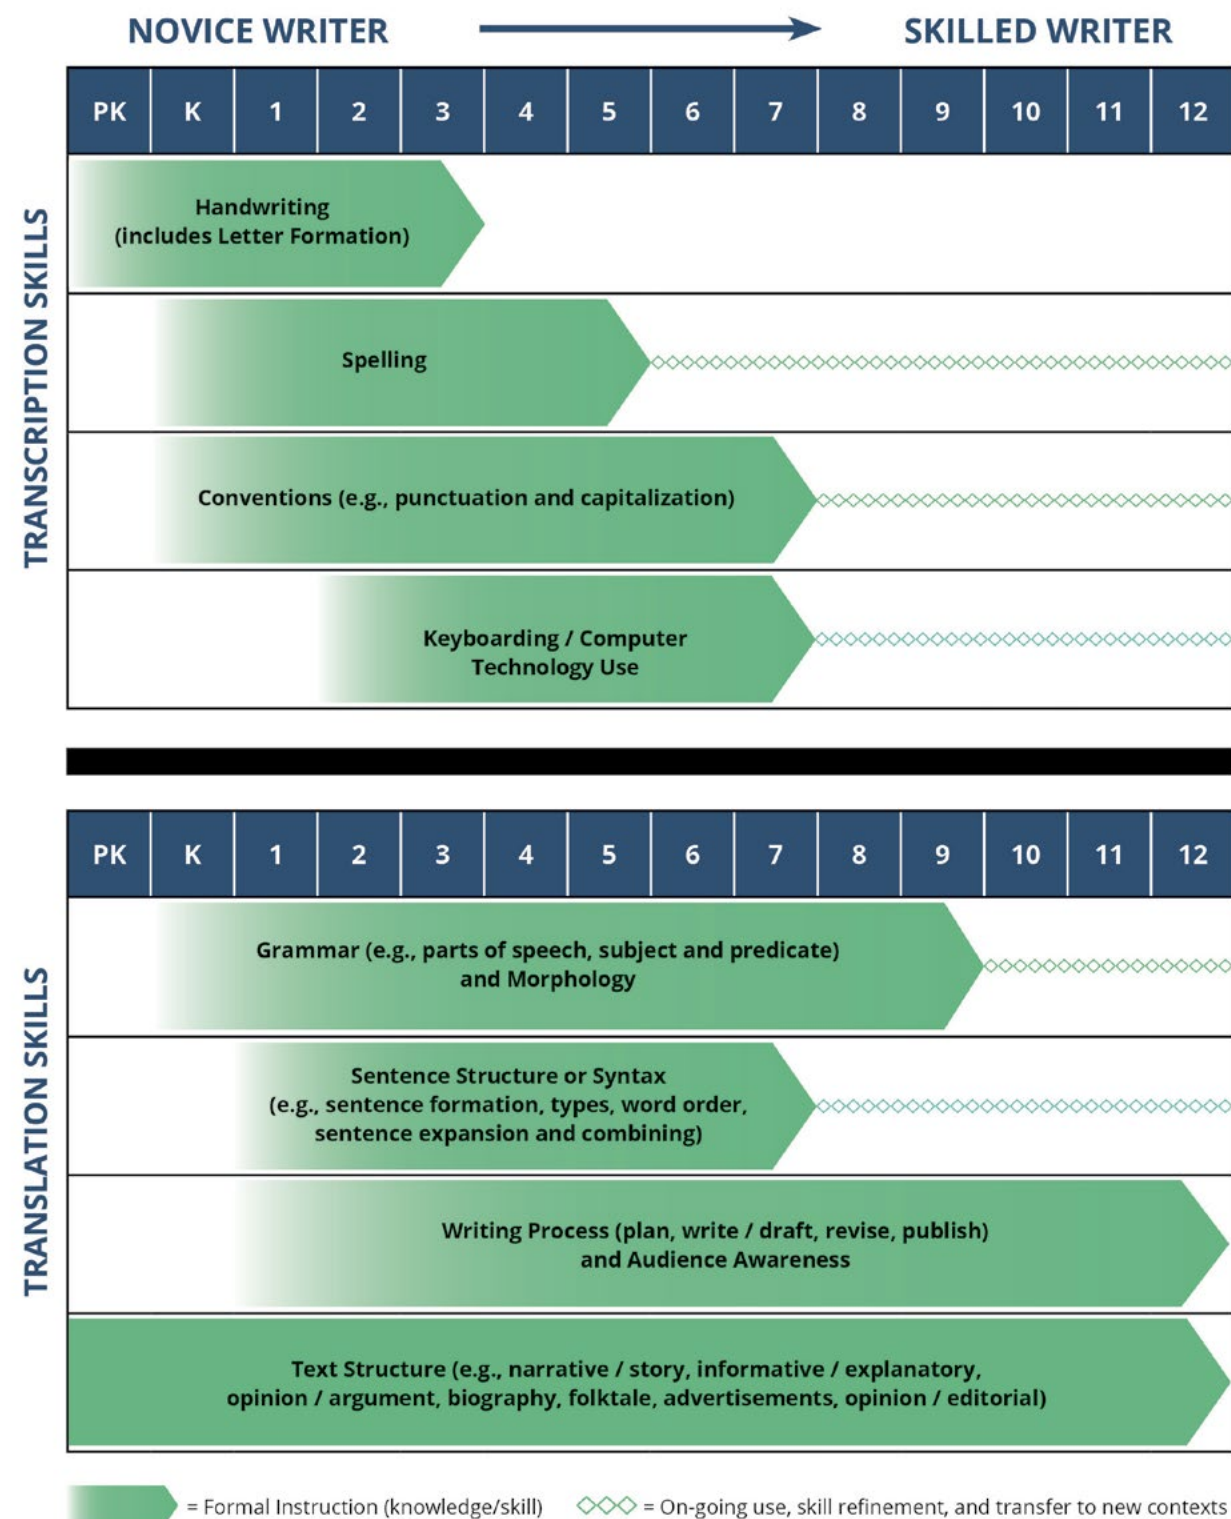 NOVICE WRITER SKILLED WRITER
PK K 1 2 3 4 5 6 7 8 9 10 11 12
TRANSCRIPTION SKILLS
Handwriting
(includes Letter Formation)
Spelling
Conventions (e.g., punctuation and capitalization)
Keyboarding / Computer
Technology Use
PK K 1 2 3 4 5 6 7 8 9 10 11 12
TRANSLATION SKILLS
Grammar (e.g., parts of speech, subject and predicate)
and Morphology
Sentence Structure or Syntax
(e.g., sentence formation, types, word order,
sentence expansion and combining)
Writing Process (plan, write / draft, revise, publish)
and Audience Awareness
Text Structure (e.g., narrative / story, informative / explanatory,
opinion / argument, biography, folktale, advertisements, opinion / editorial)
= Formal Instruction (knowledge/skill) = On-going use, skill refinement, and transfer to new contexts